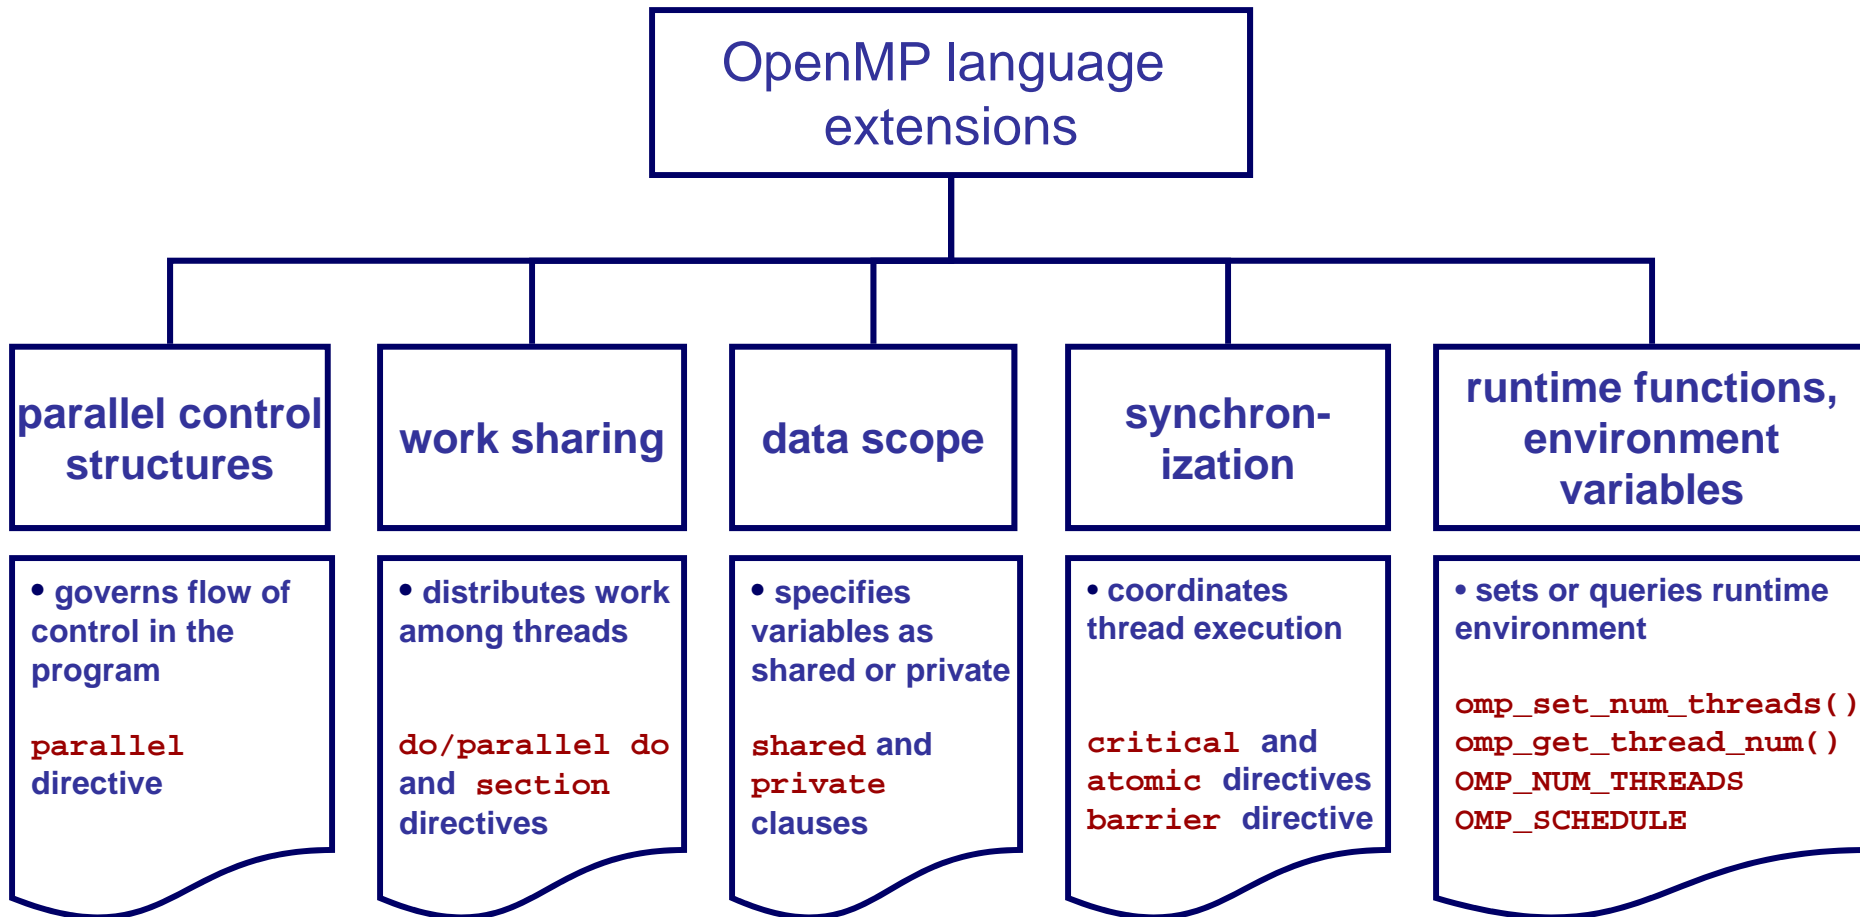 OpenMP language
extensions
parallel control
structures
work sharing
data scope
synchron-
ization
runtime functions,
environment
variables
• governs flow of
control in the
program
parallel
directive
• distributes work
among threads
do/parallel do
and section
directives
• specifies
variables as
shared or private
shared and
private
clauses
• coordinates
thread execution
critical and
atomic directives
barrier directive
• sets or queries runtime
environment
omp_set_num_threads()
omp_get_thread_num()
OMP_NUM_THREADS
OMP_SCHEDULE